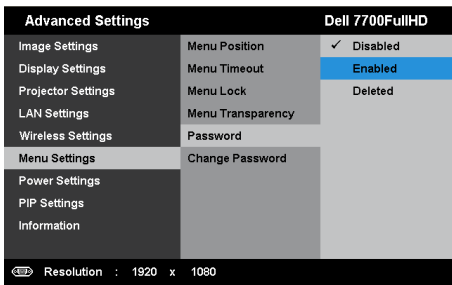 Advanced Settings Dell 7700FullHD
Image Settings Menu Position ✓ Disabled
Display Settings Menu Timeout Enabled
Projector Settings Menu Lock Deleted
LAN Settings Menu Transparency
Wireless Settings Password
Menu Settings Change Password
Power Settings
PIP Settings
Information
Resolution : 1920 x 1080